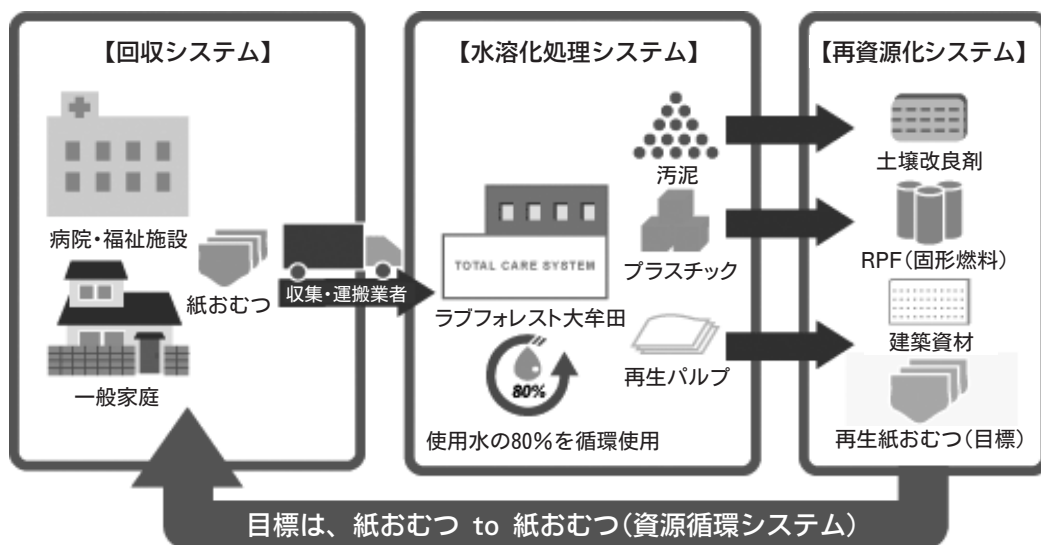 【回収システム】
病院・福祉施設
紙おむつ
一般家庭
収集・運搬業者
【水溶化処理システム】
汚泥
TOTAL CARE SYSTEM
プラスチック
ラブフォレスト大牟田
80%
再生パルプ
使用水の80%を循環使用
【再資源化システム】
土壌改良剤
RPF(固形燃料)
建築資材
再生紙おむつ(目標)
目標は、紙おむつ to 紙おむつ(資源循環システム)